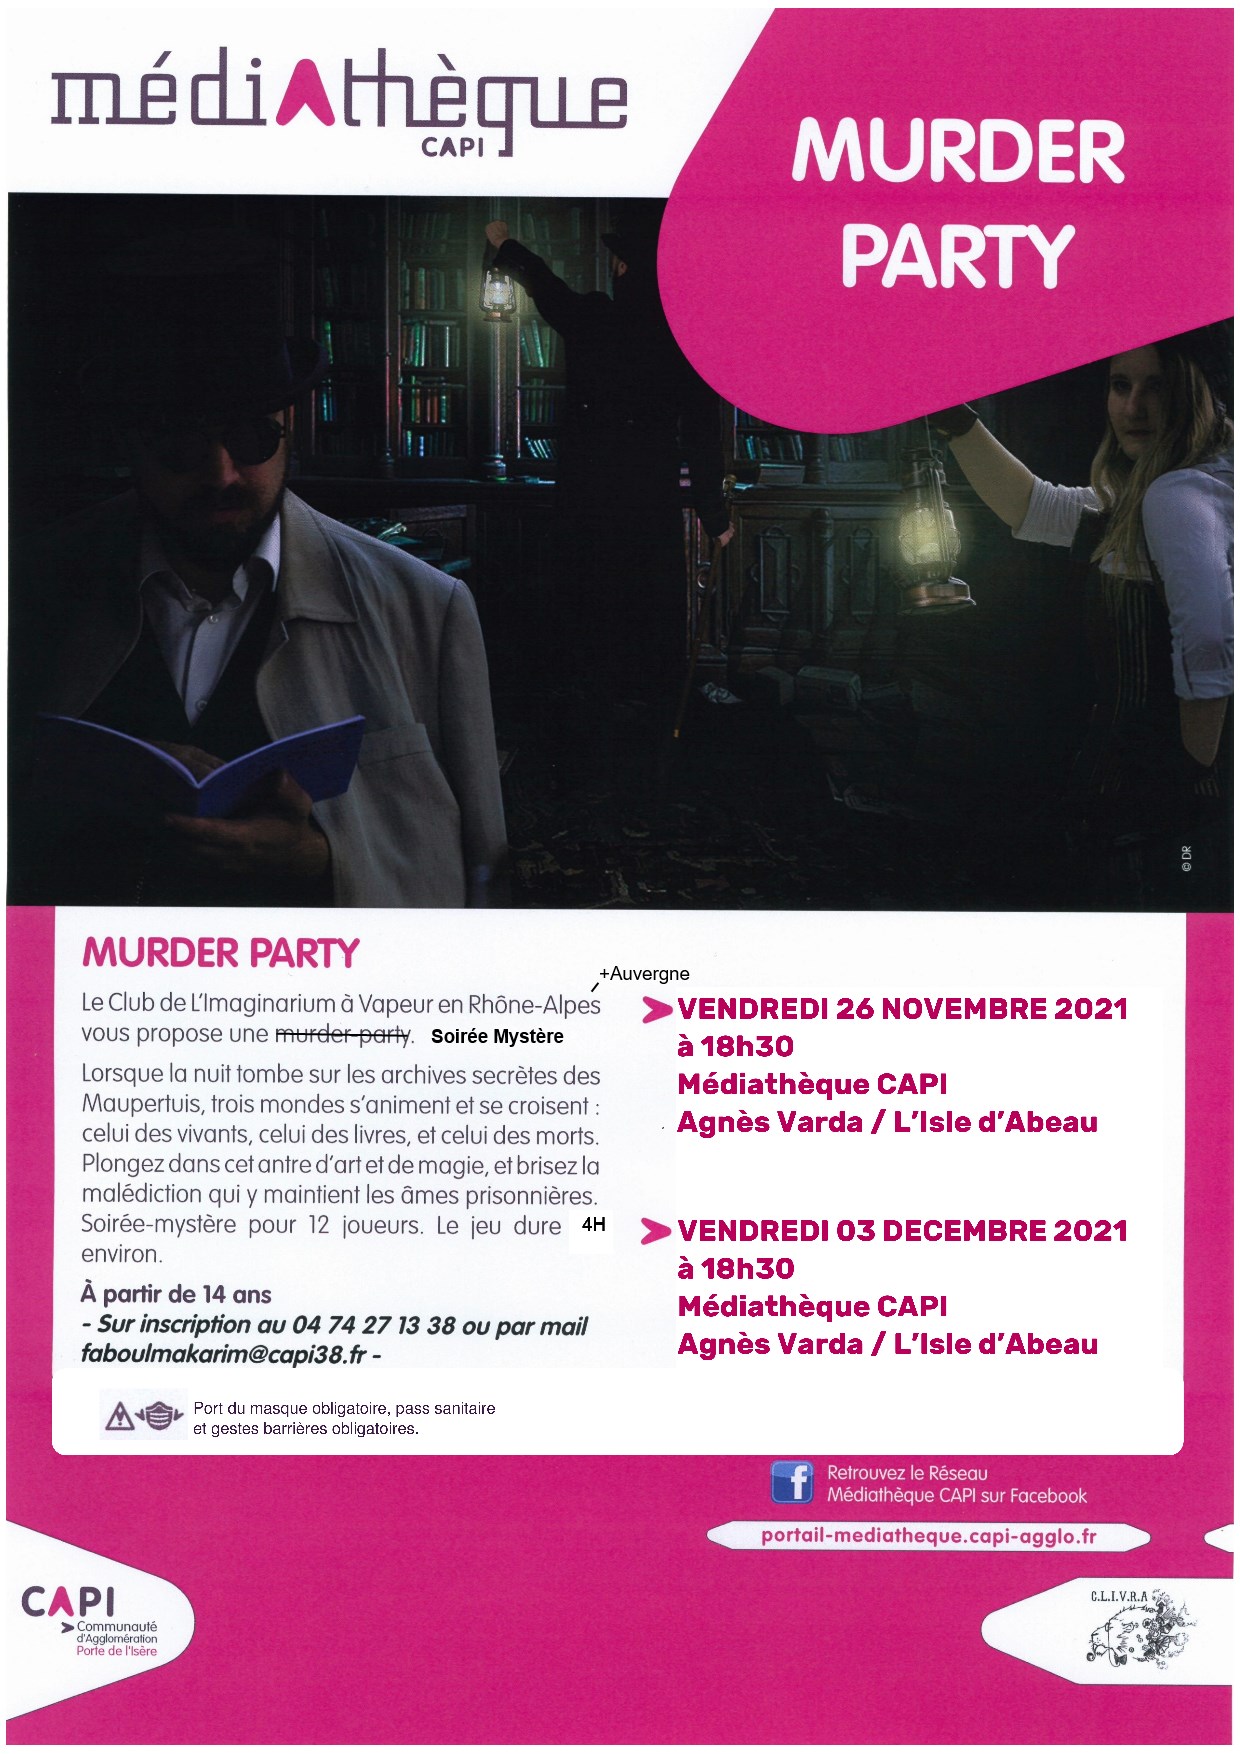 médiAthèque
CAPI
MURDER
PARTY
© DR
MURDER PARTY
+Auvergne
Le Club de L'Imaginarium à Vapeur en Rhône-Alpes
vous propose une murder-party. Soirée Mystère
Lorsque la nuit tombe sur les archives secrètes des
Maupertuis, trois mondes s'animent et se croisent :
celui des vivants, celui des livres, et celui des morts.
Plongez dans cet antre d'art et de magie, et brisez la
malédiction qui y maintient les âmes prisonnières.
Soirée-mystère pour 12 joueurs. Le jeu dure 4H
environ.
À partir de 14 ans
- Sur inscription au 04 74 27 13 38 ou par mail
faboulmakarim@capi38.fr -
VENDREDI 26 NOVEMBRE 2021
à 18h30
Médiathèque CAPI
Agnès Varda / L'Isle d'Abeau
VENDREDI 03 DECEMBRE 2021
à 18h30
Médiathèque CAPI
Agnès Varda / L'Isle d'Abeau
Port du masque obligatoire, pass sanitaire
et gestes barrières obligatoires.
Retrouvez le Réseau
Médiathèque CAPI sur Facebook
portail-mediatheque.capi-agglo.fr
CAPI
Communauté
d'Agglomération
Porte de l'Isère
C.L.I.V.R.A